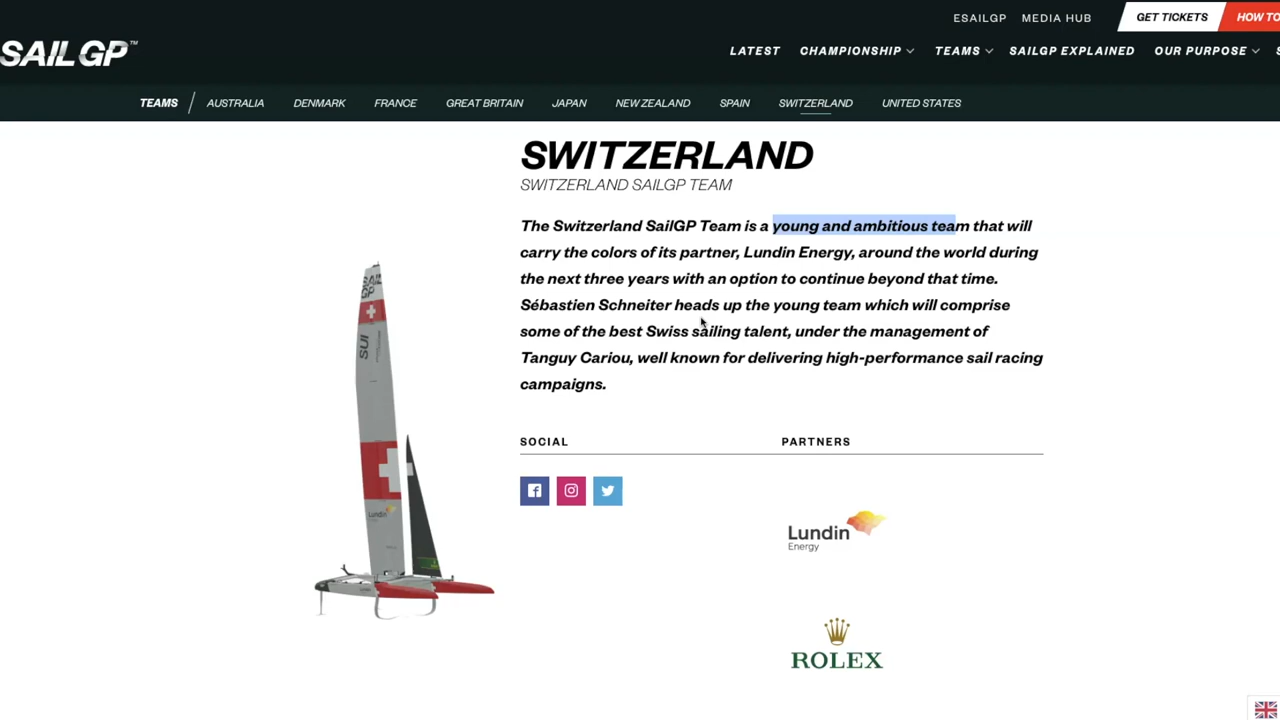 ESAILGP MEDIA HUB GET TICKETS HOW TO
SAILGP™
LATEST CHAMPIONSHIP TEAMS SAILGP EXPLAINED OUR PURPOSE
TEAMS AUSTRALIA DENMARK FRANCE GREAT BRITAIN JAPAN NEW ZEALAND SPAIN SWITZERLAND UNITED STATES
SWITZERLAND
SWITZERLAND SAILGP TEAM
The Switzerland SailGP Team is a young and ambitious team that will
carry the colors of its partner, Lundin Energy, around the world during
the next three years with an option to continue beyond that time.
Sébastien Schneiter heads up the young team which will comprise
some of the best Swiss sailing talent, under the management of
Tanguy Cariou, well known for delivering high-performance sail racing
campaigns.
SAIL
GP
SUI
Lundin
SOCIAL PARTNERS
Lundin
Energy
ROLEX